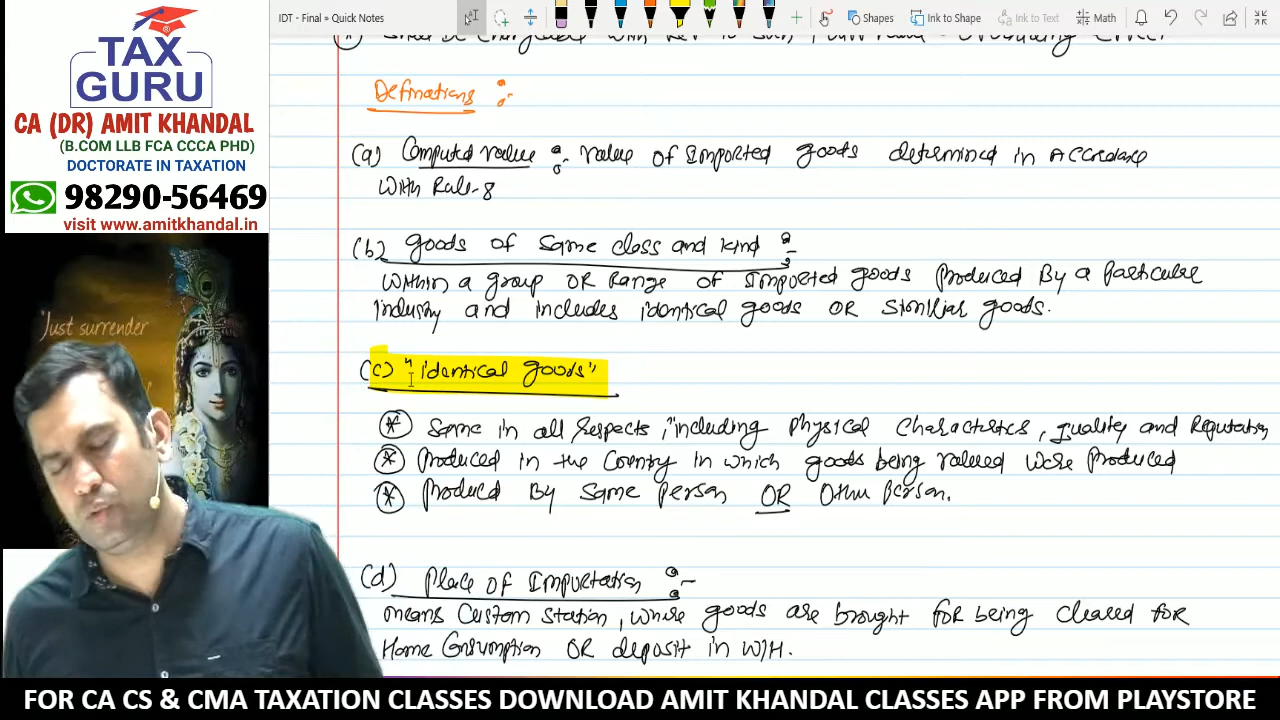 IDT - Final » Quick Notes
Shapes
Ink to Shape
Ink to Text
Math
TAX
GURU
CA (DR) AMIT KHANDAL
(B.COM LLB FCA CCCA PHD)
DOCTORATE IN TAXATION
98290-56469
visit www.amitkhandal.in
"Just surrender
Definations :-
(a) Computed value :- value of Imported goods determined in Accordance
With Rule-8
(b) goods of Same class and kind :-
Within a group OR Range of Imported goods Produced By a Particular
industry and includes identical goods OR Similiar goods.
(c) "identical goods"
* Same in all respects, "including Physical Characteristics, quality and Reputation
* Produced in the Country in which goods being valued were Produced
* Produced By Same Person OR Other Person.
(d) Place of Importation :-
means Custom Station, where goods are brought for being cleared for
Home Consumption OR deposit in W/H.
FOR CA CS & CMA TAXATION CLASSES DOWNLOAD AMIT KHANDAL CLASSES APP FROM PLAYSTORE